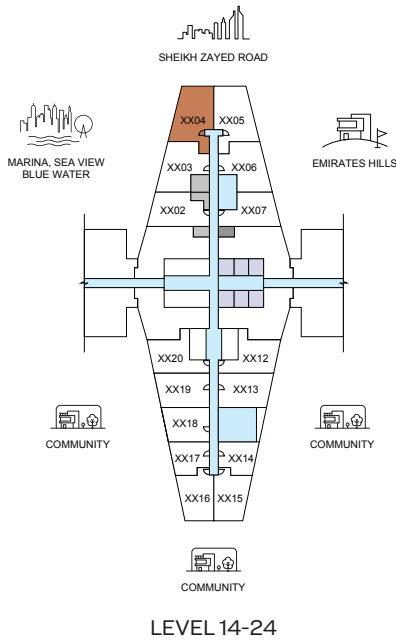 SHEIKH ZAYED ROAD
XX04
XX05
MARINA, SEA VIEW
BLUE WATER
EMIRATES HILLS
XX03
XX06
XX02
XX07
XX20
XX12
XX19
XX13
XX18
COMMUNITY
COMMUNITY
XX17
XX14
XX16
XX15
COMMUNITY
LEVEL 14-24